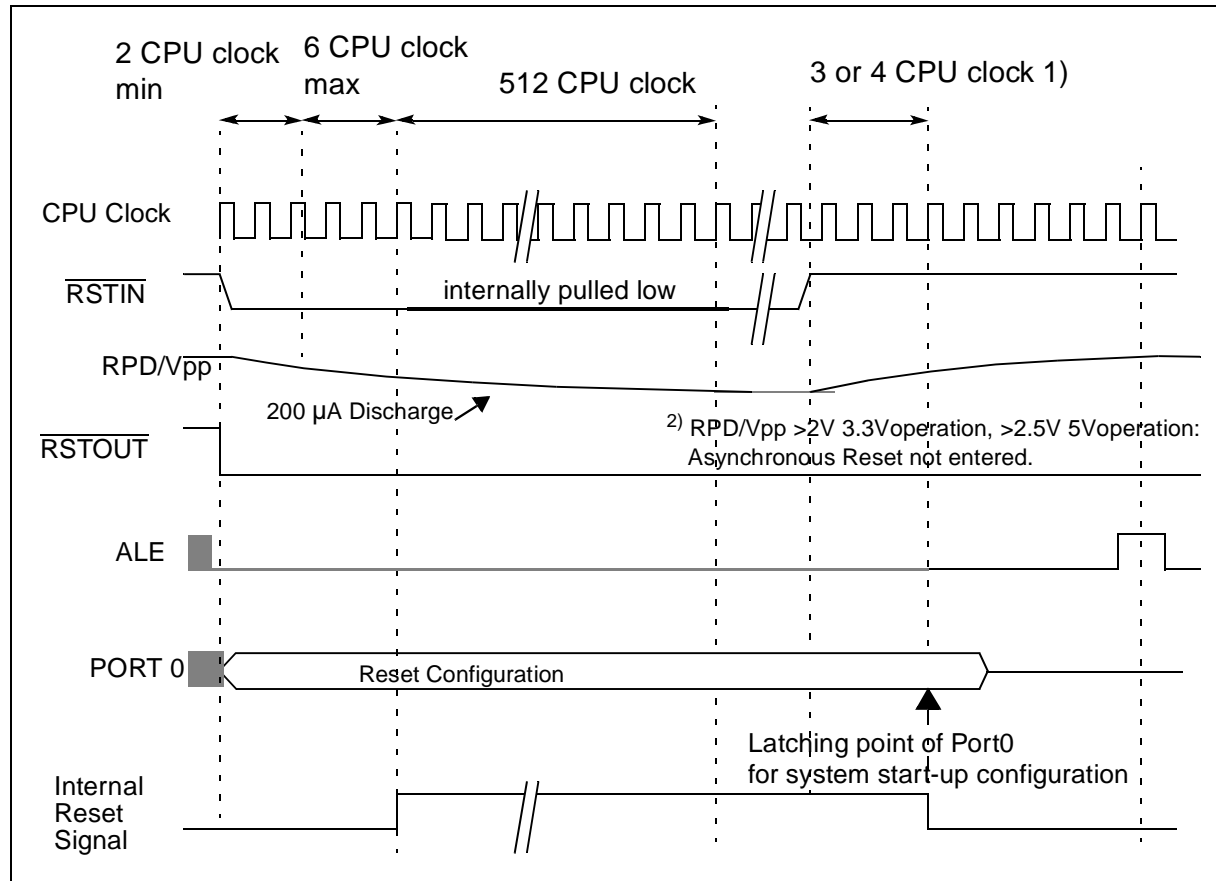 2 CPU clock
min
6 CPU clock
max
512 CPU clock
3 or 4 CPU clock 1)
CPU Clock
RSTIN
internally pulled low
RPD/Vpp
200 µA Discharge
2) RPD/Vpp >2V 3.3Voperation, >2.5V 5Voperation:
Asynchronous Reset not entered.
RSTOUT
ALE
PORT 0
Reset Configuration
Latching point of Port0
for system start-up configuration
Internal
Reset
Signal